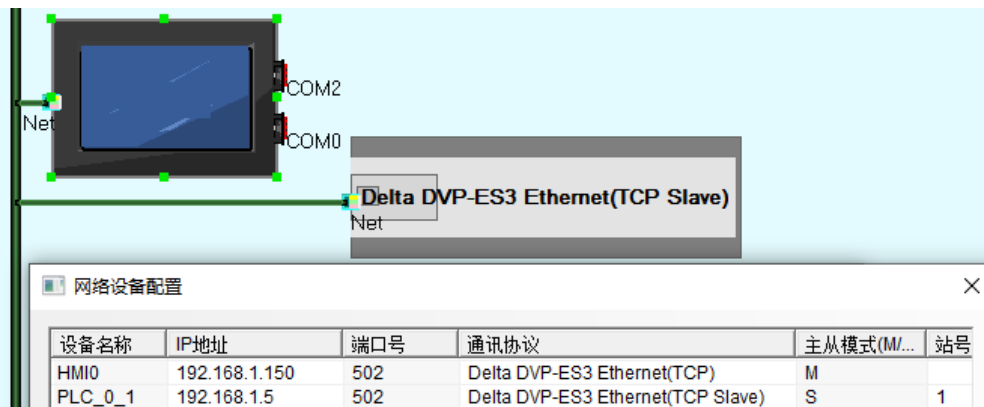 COM2
Net
COM0
Delta DVP-ES3 Ethernet(TCP Slave)
Net
网络设备配置
设备名称 IP地址 端口号 通讯协议 主从模式(M/... 站号
HMI0 192.168.1.150 502 Delta DVP-ES3 Ethernet(TCP) M
PLC_0_1 192.168.1.5 502 Delta DVP-ES3 Ethernet(TCP Slave) S 1